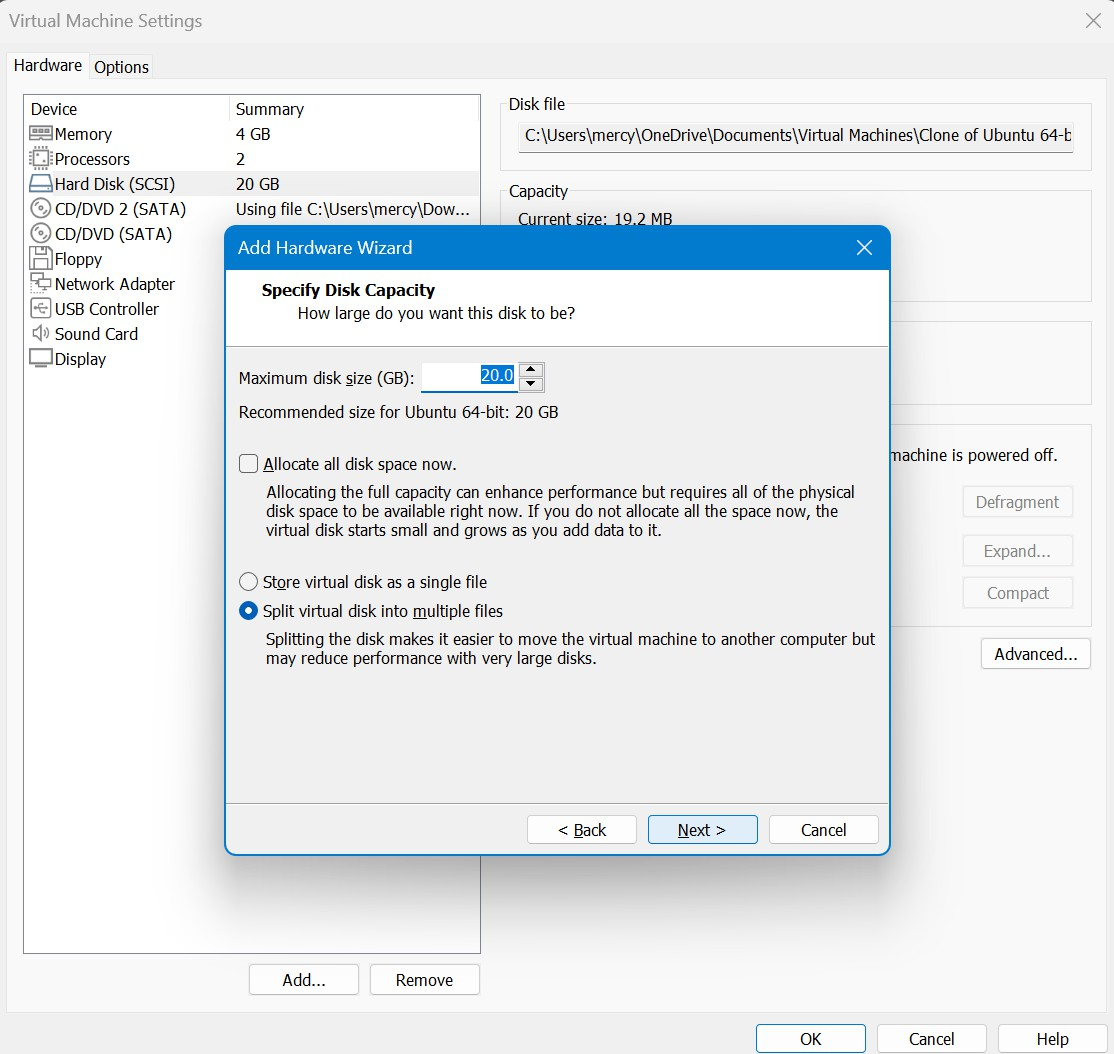 Virtual Machine Settings
Hardware Options
Device Summary
Memory 4 GB
Processors 2
Hard Disk (SCSI) 20 GB
CD/DVD 2 (SATA) Using file C:\Users\mercy\Dow...
CD/DVD (SATA)
Floppy
Network Adapter
USB Controller
Sound Card
Display
Disk file
C:\Users\mercy\OneDrive\Documents\Virtual Machines\Clone of Ubuntu 64-b
Capacity
Current size: 19.2 MB
Add Hardware Wizard
Specify Disk Capacity
How large do you want this disk to be?
Maximum disk size (GB): 20.0
Recommended size for Ubuntu 64-bit: 20 GB
Allocate all disk space now.
Allocating the full capacity can enhance performance but requires all of the physical
disk space to be available right now. If you do not allocate all the space now, the
virtual disk starts small and grows as you add data to it.
Store virtual disk as a single file
Split virtual disk into multiple files
Splitting the disk makes it easier to move the virtual machine to another computer but
may reduce performance with very large disks.
< Back Next > Cancel
machine is powered off.
Defragment
Expand...
Compact
Advanced...
Add... Remove
OK Cancel Help